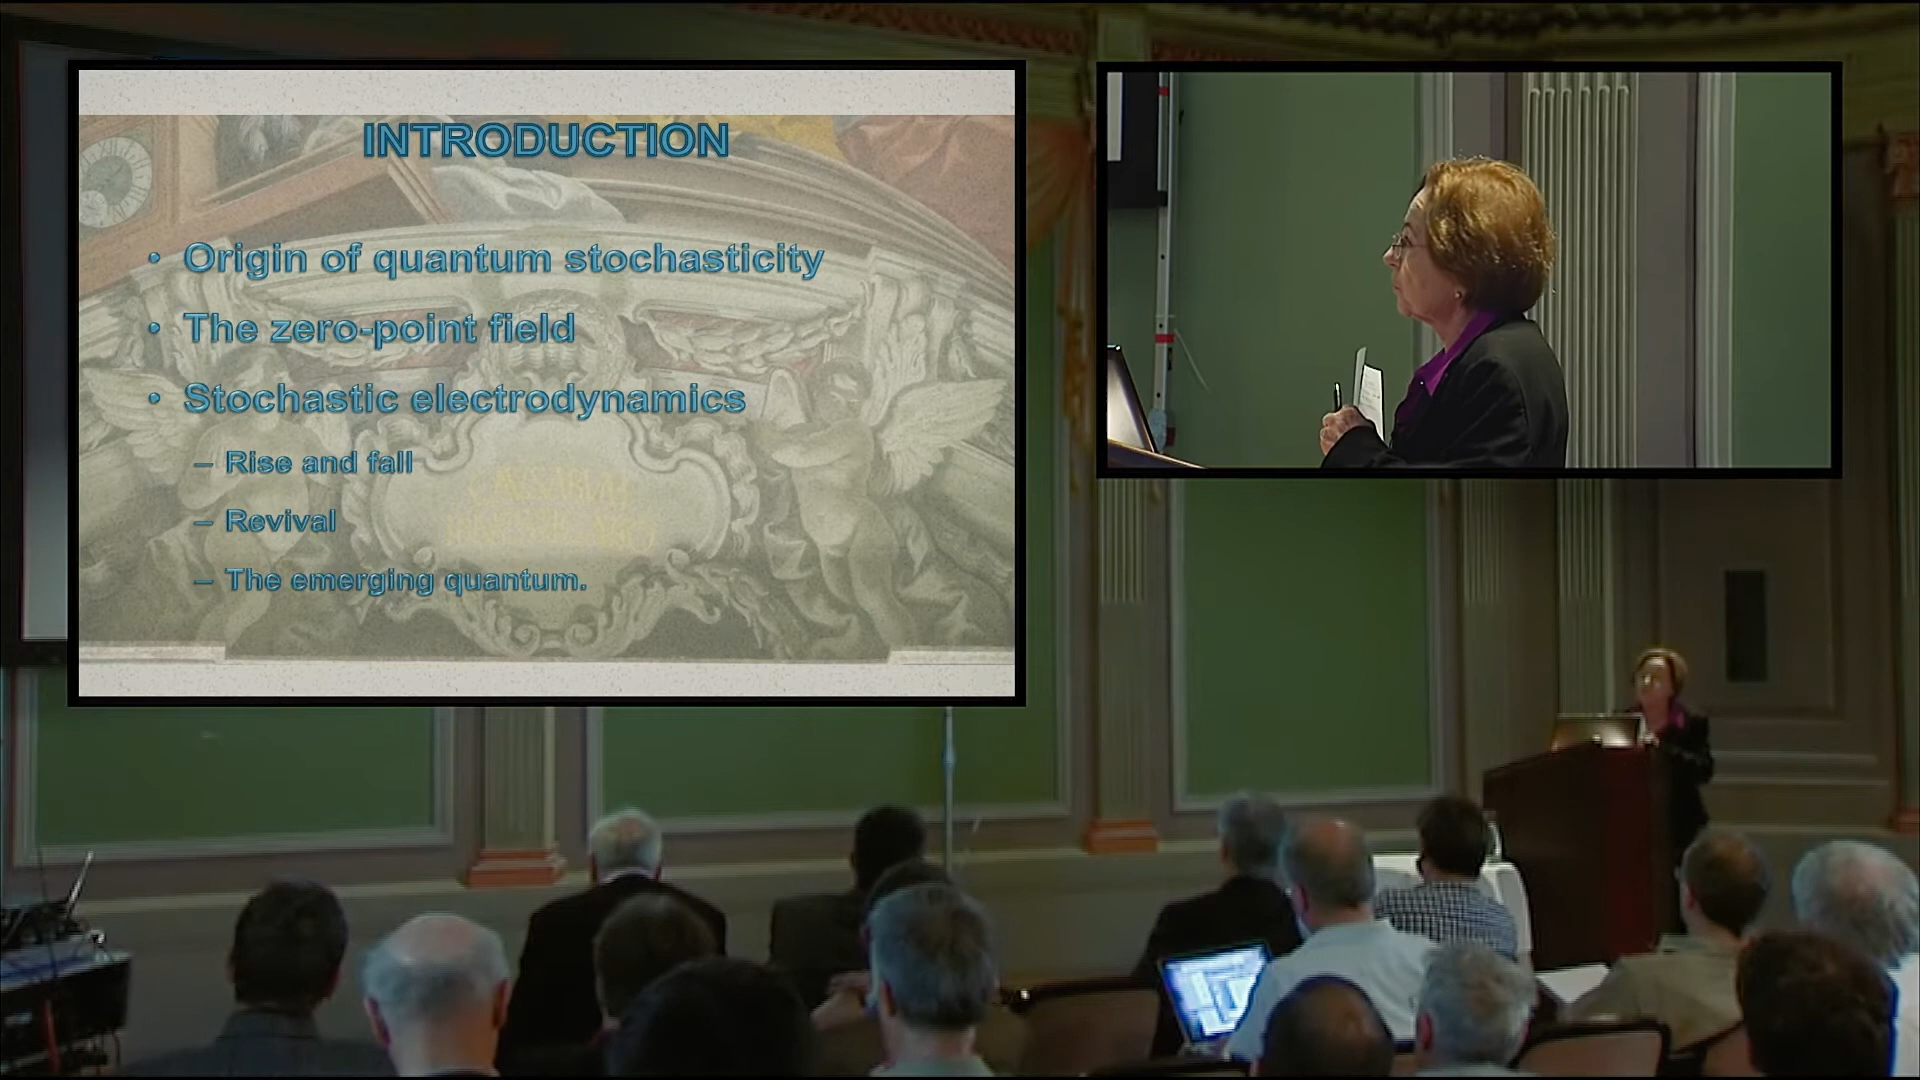 INTRODUCTION
• Origin of quantum stochasticity
• The zero-point field
• Stochastic electrodynamics
– Rise and fall
– Revival
– The emerging quantum.